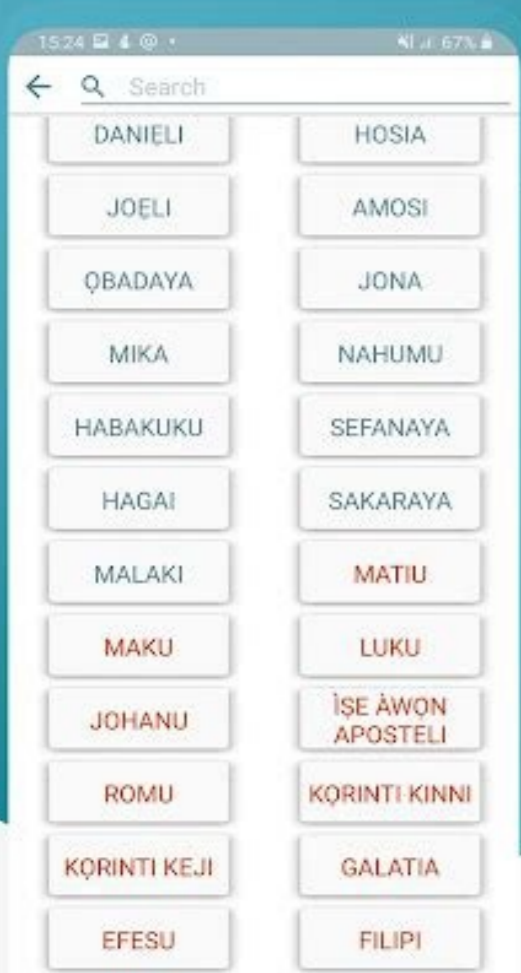 15:24
67%
Search
DANIẸLI HOSIA
JOẸLI AMOSI
ỌBADAYA JONA
MIKA NAHUMU
HABAKUKU SEFANAYA
HAGAI SAKARAYA
MALAKI MATIU
MAKU LUKU
JOHANU ÌṢE ÀWỌN
APOSTELI
ROMU KỌRINTI KINNI
KỌRINTI KEJI GALATIA
EFESU FILIPI